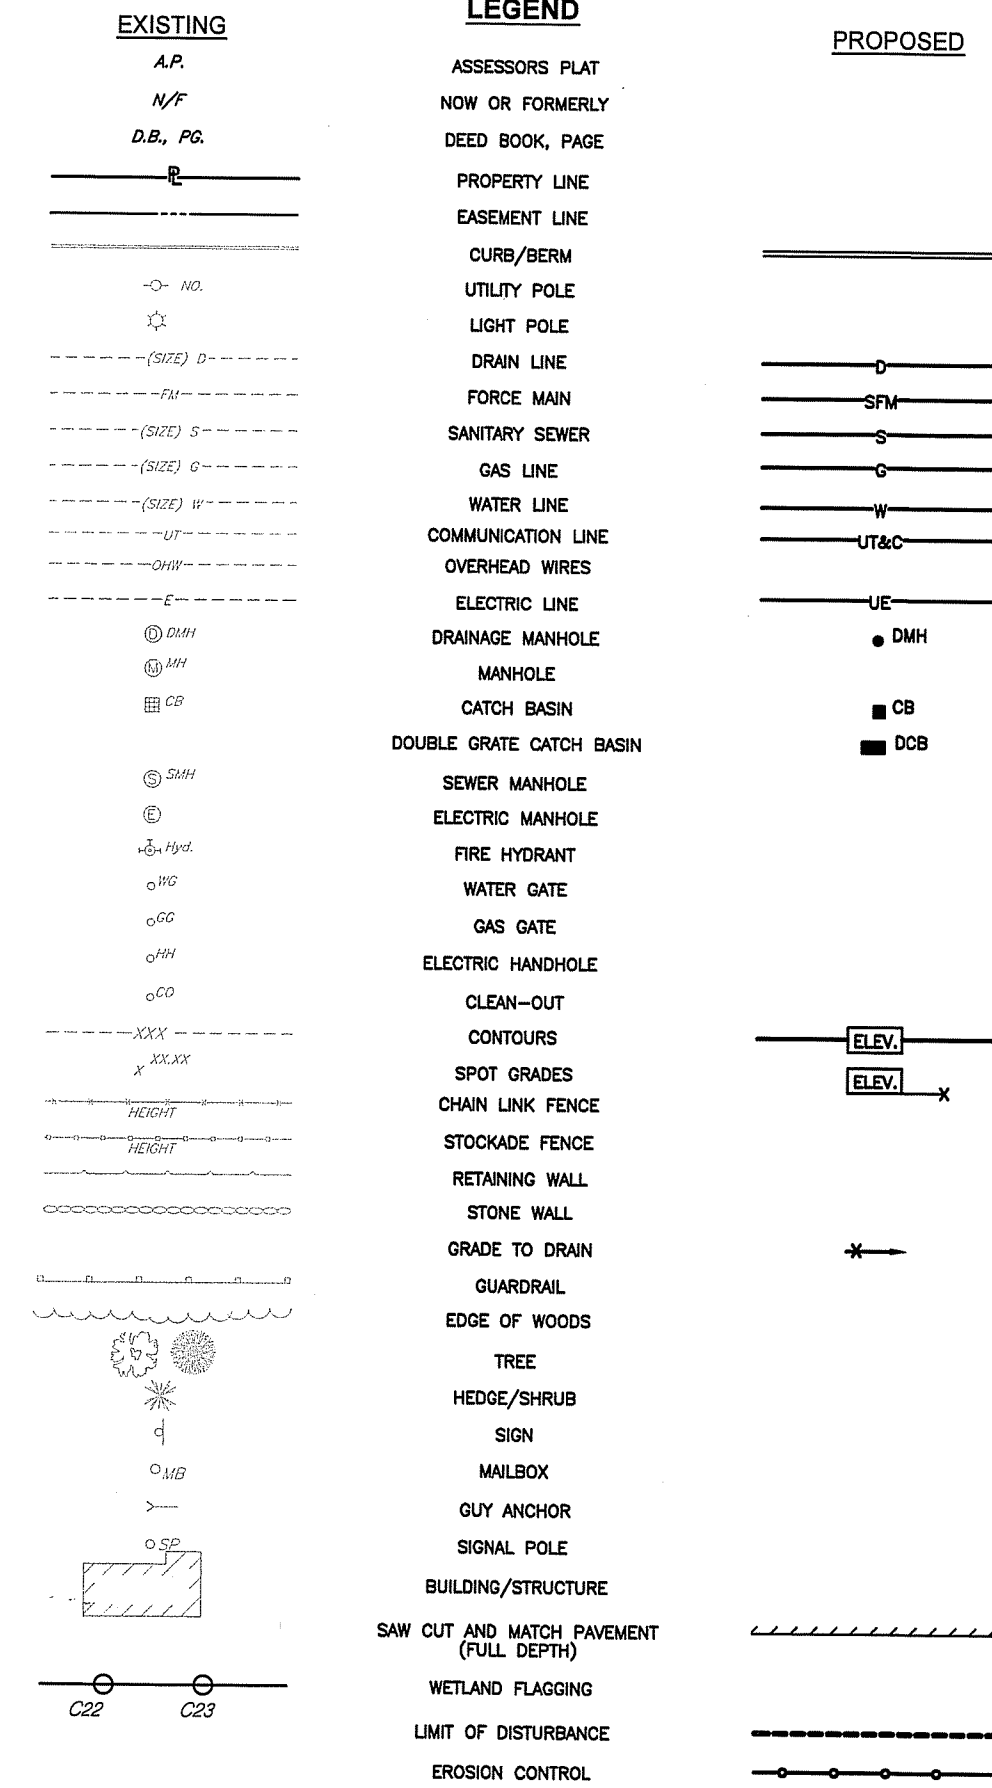 LEGEND
EXISTING
PROPOSED
A.P. ASSESSORS PLAT
N/F NOW OR FORMERLY
D.B., PG. DEED BOOK, PAGE
PL PROPERTY LINE
EASEMENT LINE
CURB/BERM
NO. UTILITY POLE
LIGHT POLE
(SIZE) D DRAIN LINE D
FM FORCE MAIN SFM
(SIZE) S SANITARY SEWER S
(SIZE) G GAS LINE G
(SIZE) W WATER LINE W
UT COMMUNICATION LINE UT&C
OHW OVERHEAD WIRES
E ELECTRIC LINE UE
D DMH DRAINAGE MANHOLE DMH
M MH MANHOLE
CB CATCH BASIN CB
DOUBLE GRATE CATCH BASIN DCB
S SMH SEWER MANHOLE
E ELECTRIC MANHOLE
Hyd. FIRE HYDRANT
WG WATER GATE
GG GAS GATE
HH ELECTRIC HANDHOLE
CO CLEAN-OUT
XXX CONTOURS ELEV.
X XX.XX SPOT GRADES ELEV. X
CHAIN LINK FENCE
HEIGHT
STOCKADE FENCE
HEIGHT
RETAINING WALL
STONE WALL
GRADE TO DRAIN X
GUARDRAIL
EDGE OF WOODS
TREE
HEDGE/SHRUB
SIGN
MB MAILBOX
GUY ANCHOR
SP SIGNAL POLE
BUILDING/STRUCTURE
SAW CUT AND MATCH PAVEMENT
(FULL DEPTH)
WETLAND FLAGGING
C22 C23
LIMIT OF DISTURBANCE
EROSION CONTROL